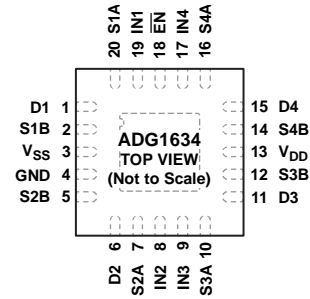 20 S1A
19 IN1
18 EN
17 IN4
16 S4A
D1 1
S1B 2
VSS 3
GND 4
S2B 5
ADG1634
TOP VIEW
(Not to Scale)
15 D4
14 S4B
13 VDD
12 S3B
11 D3
D2 6
S2A 7
IN2 8
IN3 9
S3A 10